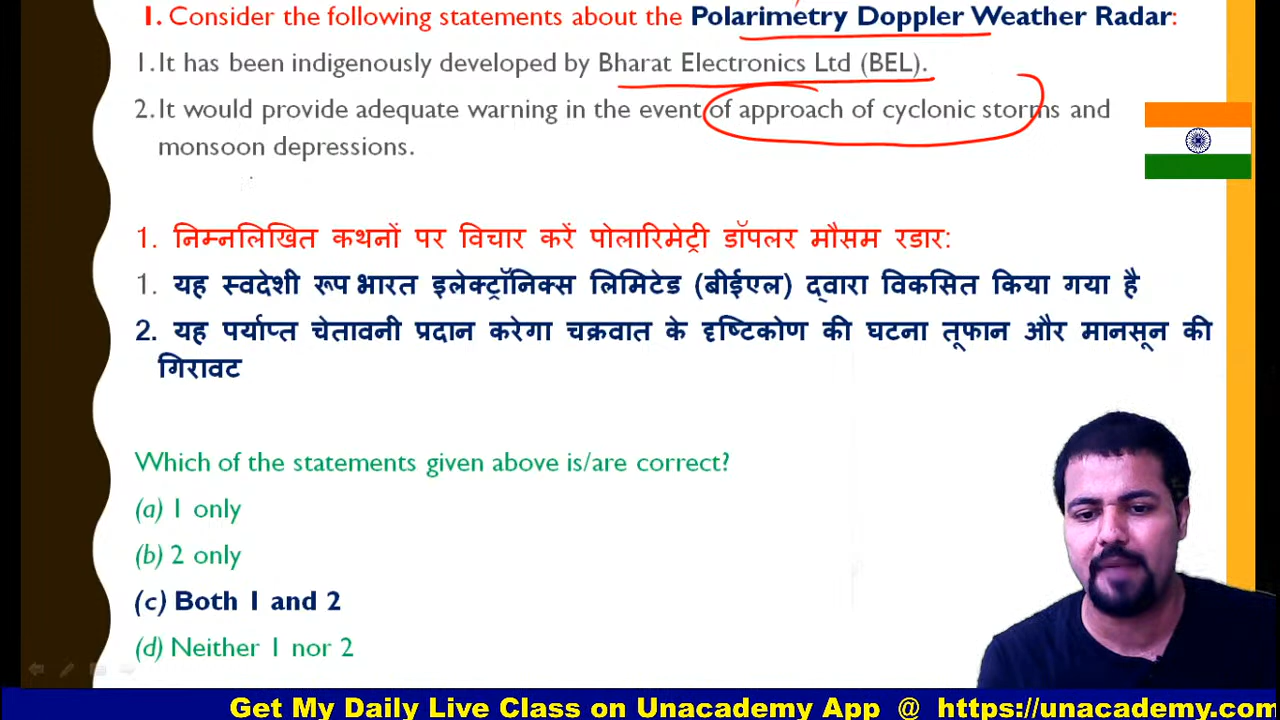 1. Consider the following statements about the Polarimetry Doppler Weather Radar:
1. It has been indigenously developed by Bharat Electronics Ltd (BEL).
2. It would provide adequate warning in the event of approach of cyclonic storms and
monsoon depressions.
1. निम्नलिखित कथनों पर विचार करें पोलारिमेट्री डॉपलर मौसम रडार:
1. यह स्वदेशी रूप भारत इलेक्ट्रॉनिक्स लिमिटेड (बीईएल) द्वारा विकसित किया गया है
2. यह पर्याप्त चेतावनी प्रदान करेगा चक्रवात के दृष्टिकोण की घटना तूफान और मानसून की
गिरावट
Which of the statements given above is/are correct?
(a) 1 only
(b) 2 only
(c) Both 1 and 2
(d) Neither 1 nor 2
Get My Daily Live Class on Unacademy App @ https://unacademy.com